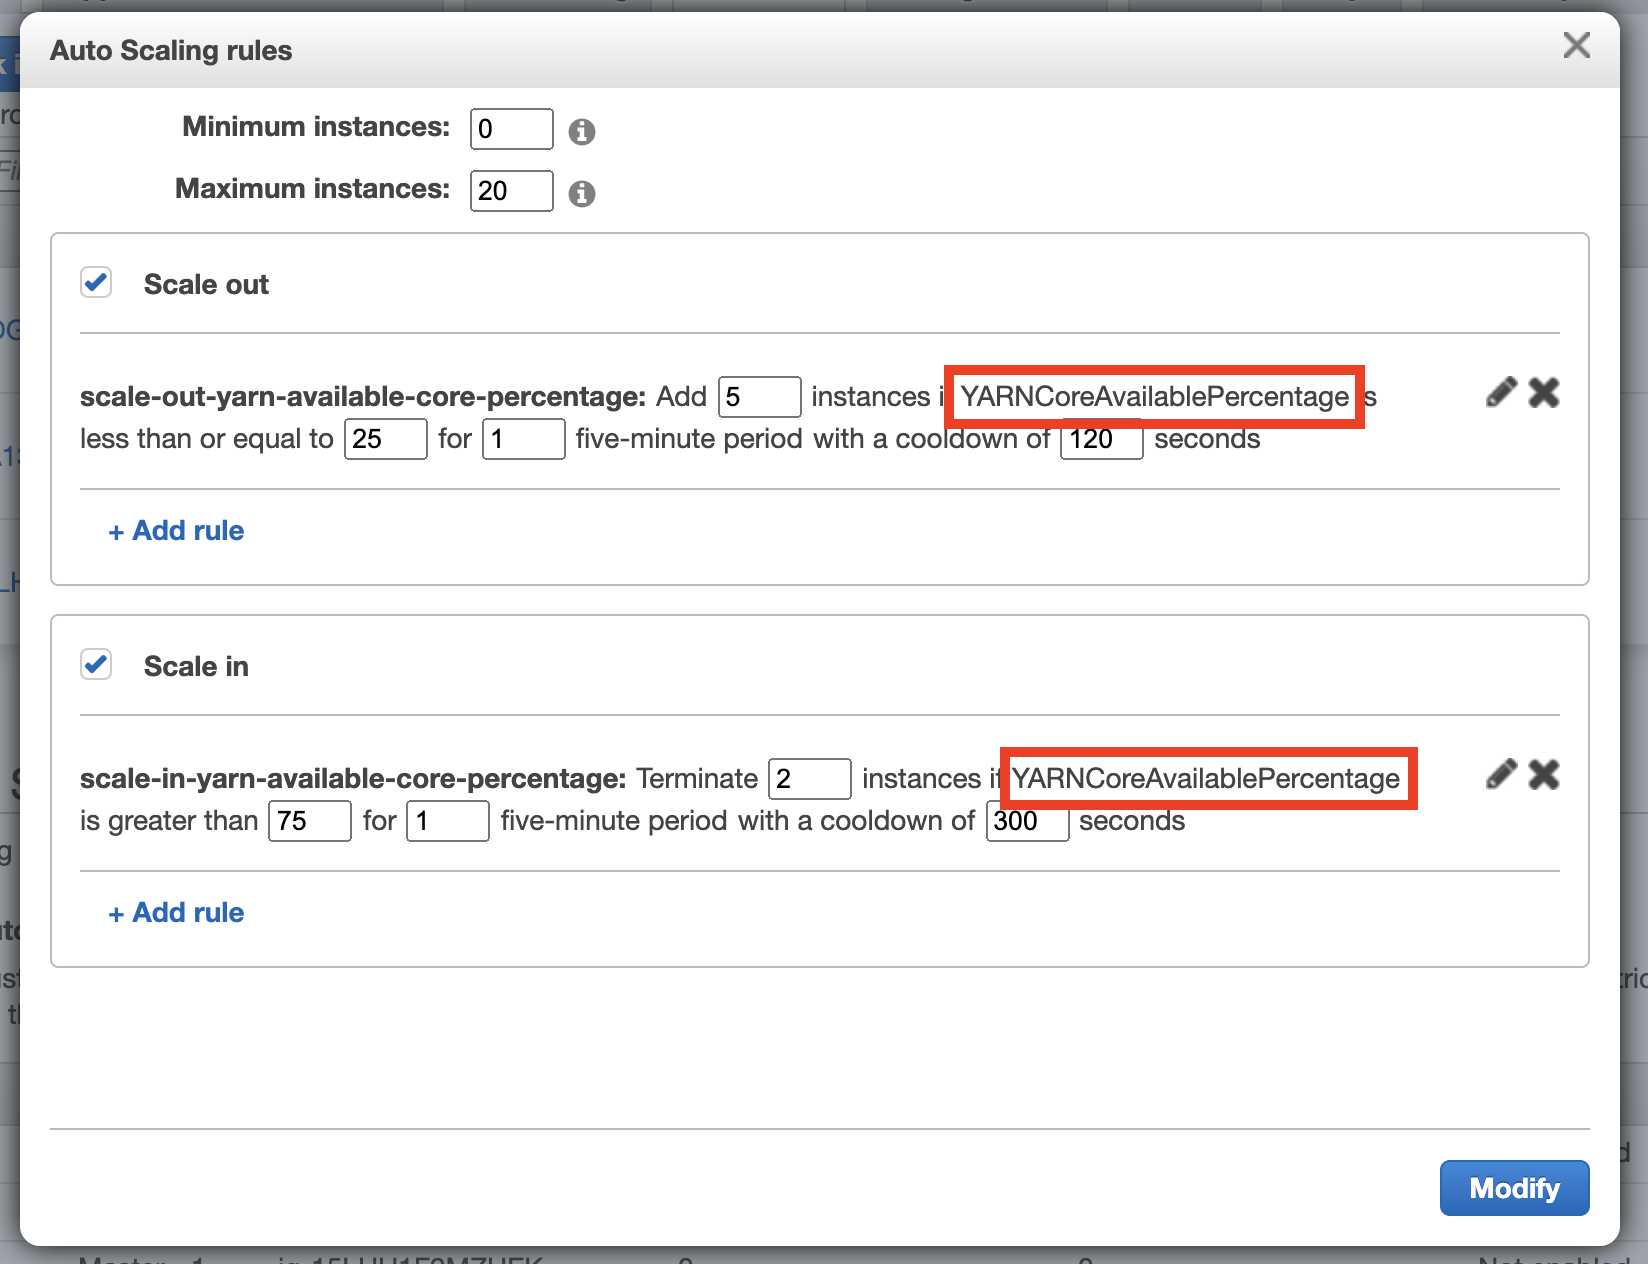 Auto Scaling rules
Minimum instances: 0
Maximum instances: 20
Scale out
scale-out-yarn-available-core-percentage: Add 5 instances i YARNCoreAvailablePercentage s
less than or equal to 25 for 1 five-minute period with a cooldown of 120 seconds
+ Add rule
Scale in
scale-in-yarn-available-core-percentage: Terminate 2 instances if YARNCoreAvailablePercentage
is greater than 75 for 1 five-minute period with a cooldown of 300 seconds
+ Add rule
Modify